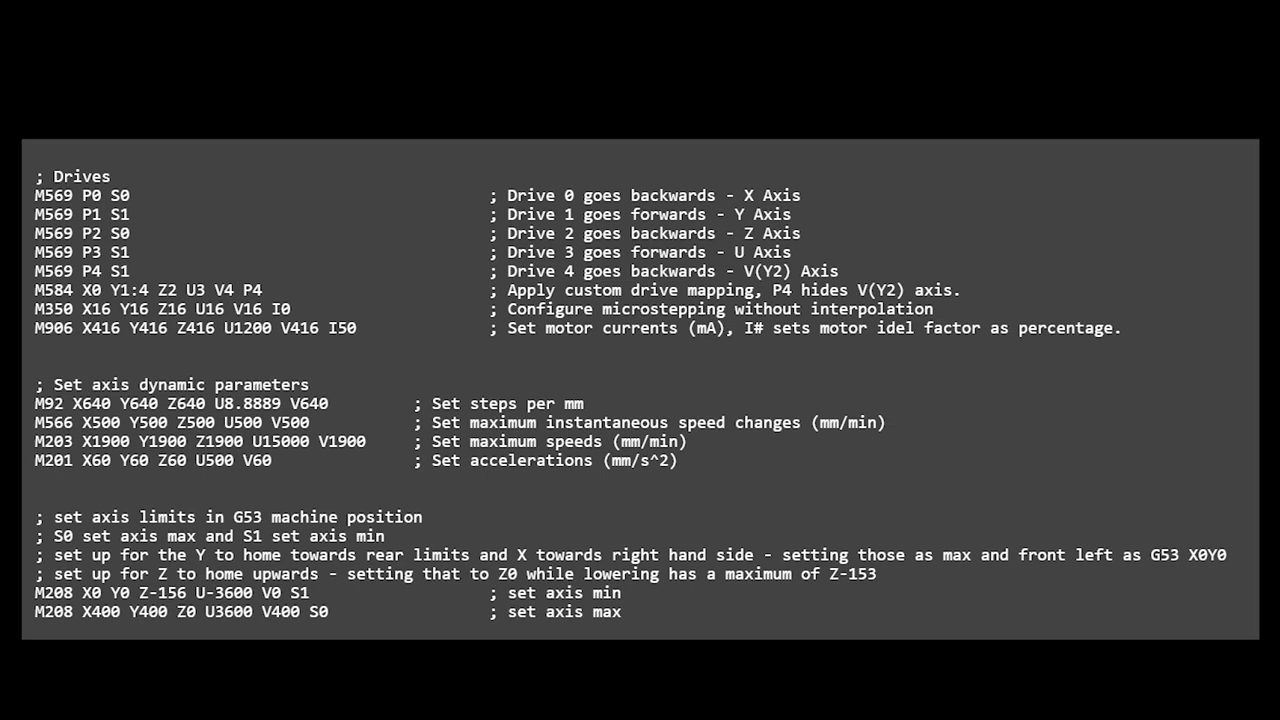 ; Drives
M569 P0 S0 ; Drive 0 goes backwards - X Axis
M569 P1 S1 ; Drive 1 goes forwards - Y Axis
M569 P2 S0 ; Drive 2 goes backwards - Z Axis
M569 P3 S1 ; Drive 3 goes forwards - U Axis
M569 P4 S1 ; Drive 4 goes backwards - V(Y2) Axis
M584 X0 Y1:4 Z2 U3 V4 P4 ; Apply custom drive mapping, P4 hides V(Y2) axis.
M350 X16 Y16 Z16 U16 V16 I0 ; Configure microstepping without interpolation
M906 X416 Y416 Z416 U1200 V416 I50 ; Set motor currents (mA), I# sets motor idel factor as percentage.
; Set axis dynamic parameters
M92 X640 Y640 Z640 U8.8889 V640 ; Set steps per mm
M566 X500 Y500 Z500 U500 V500 ; Set maximum instantaneous speed changes (mm/min)
M203 X1900 Y1900 Z1900 U15000 V1900 ; Set maximum speeds (mm/min)
M201 X60 Y60 Z60 U500 V60 ; Set accelerations (mm/s^2)
; set axis limits in G53 machine position
; S0 set axis max and S1 set axis min
; set up for the Y to home towards rear limits and X towards right hand side - setting those as max and front left as G53 X0Y0
; set up for Z to home upwards - setting that to Z0 while lowering has a maximum of Z-153
M208 X0 Y0 Z-156 U-3600 V0 S1 ; set axis min
M208 X400 Y400 Z0 U3600 V400 S0 ; set axis max